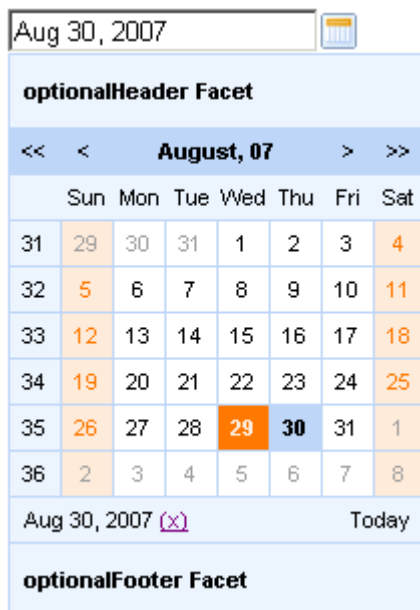 Aug 30, 2007
optionalHeader Facet
<< < August, 07 > >>
Sun Mon Tue Wed Thu Fri Sat
31 29 30 31 1 2 3 4
32 5 6 7 8 9 10 11
33 12 13 14 15 16 17 18
34 19 20 21 22 23 24 25
35 26 27 28 29 30 31 1
36 2 3 4 5 6 7 8
Aug 30, 2007 (x) Today
optionalFooter Facet